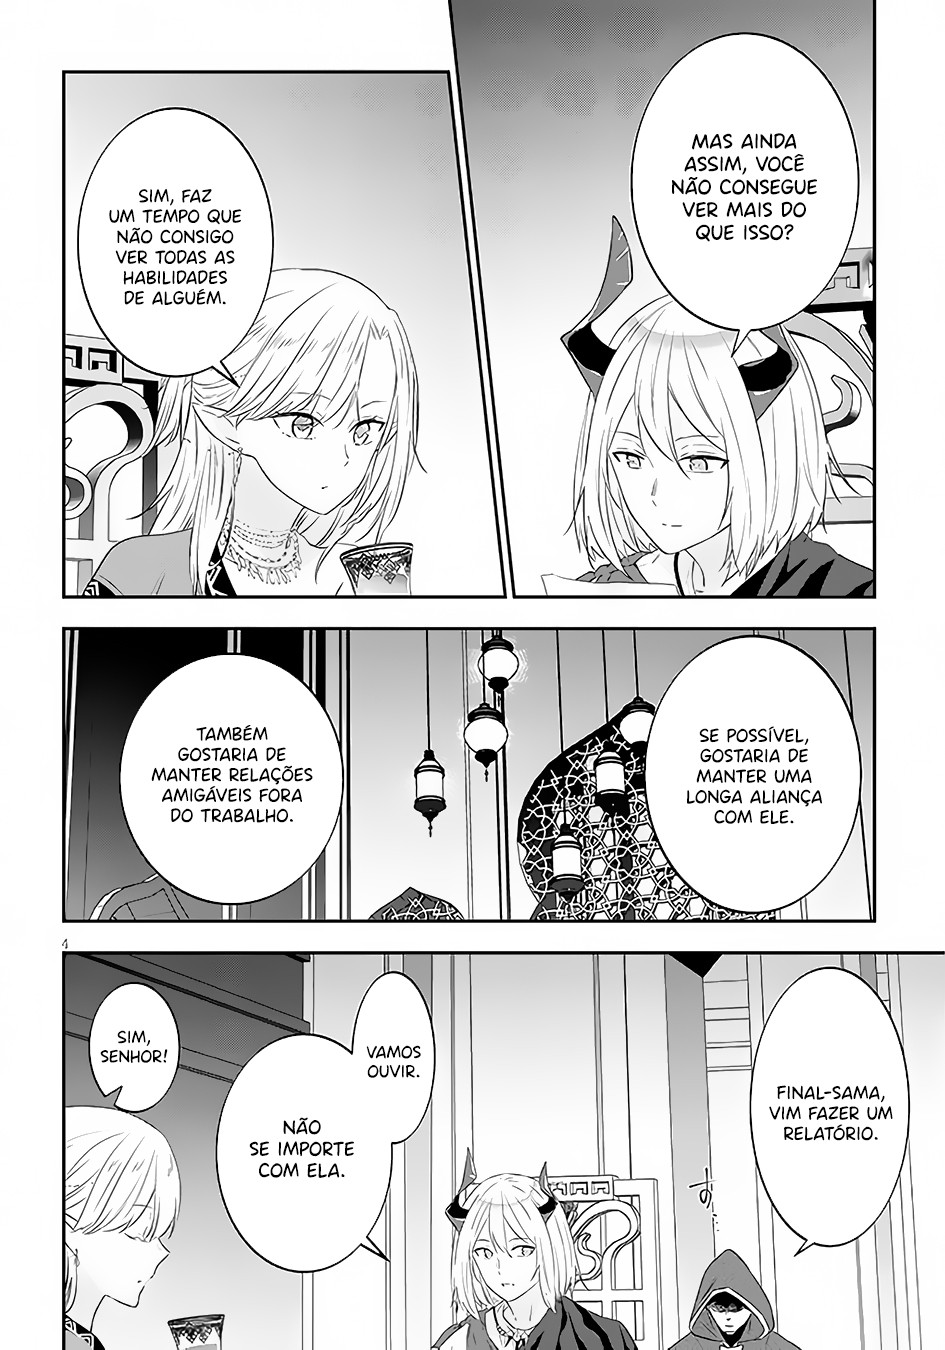 MAS AINDA
ASSIM, VOCÊ
NÃO CONSEGUE
VER MAIS DO
QUE ISSO?
SIM, FAZ
UM TEMPO QUE
NÃO CONSIGO
VER TODAS AS
HABILIDADES
DE ALGUÉM.
SE POSSÍVEL,
GOSTARIA DE
MANTER UMA
LONGA ALIANÇA
COM ELE.
TAMBÉM
GOSTARIA DE
MANTER RELAÇÕES
AMIGÁVEIS FORA
DO TRABALHO.
4
FINAL-SAMA,
VIM FAZER UM
RELATÓRIO.
VAMOS
OUVIR.
NÃO
SE IMPORTE
COM ELA.
SIM,
SENHOR!